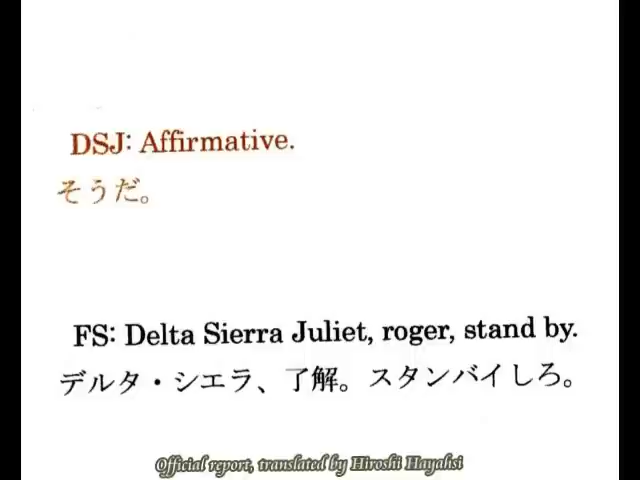 DSJ: Affirmative.
そうだ。
FS: Delta Sierra Juliet, roger, stand by.
デルタ・シエラ、了解。スタンバイしろ。
Official report, translated by Hiroshi Hayahsi